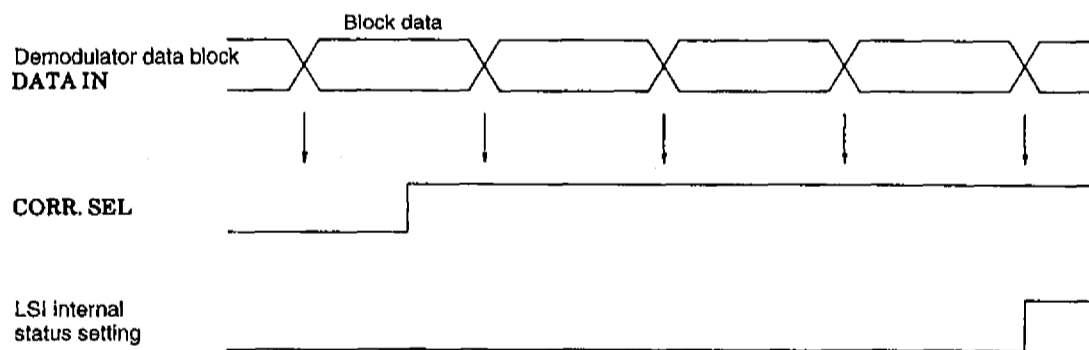 Block data
Demodulator data block
DATA IN
CORR. SEL
LSI internal
status setting